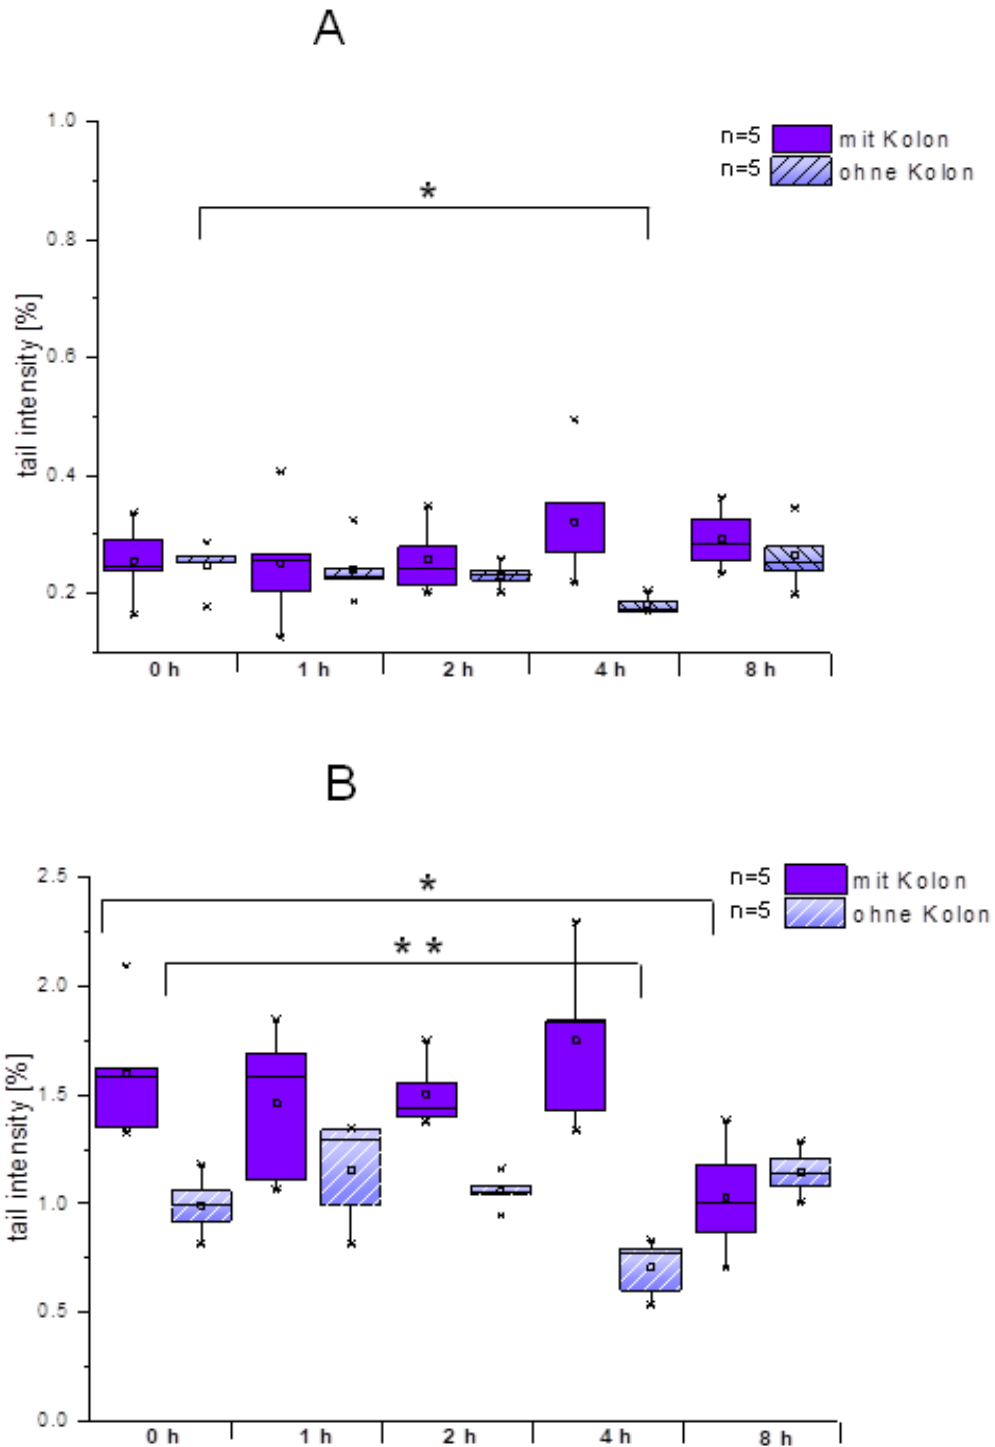 A
1.0
0.8
0.6
0.4
0.2
tail intensity [%]
n=5 mit Kolon
n=5 ohne Kolon
*
0 h 1 h 2 h 4 h 8 h
B
2.5
2.0
1.5
1.0
0.5
0.0
tail intensity [%]
n=5 mit Kolon
n=5 ohne Kolon
*
* *
0 h 1 h 2 h 4 h 8 h